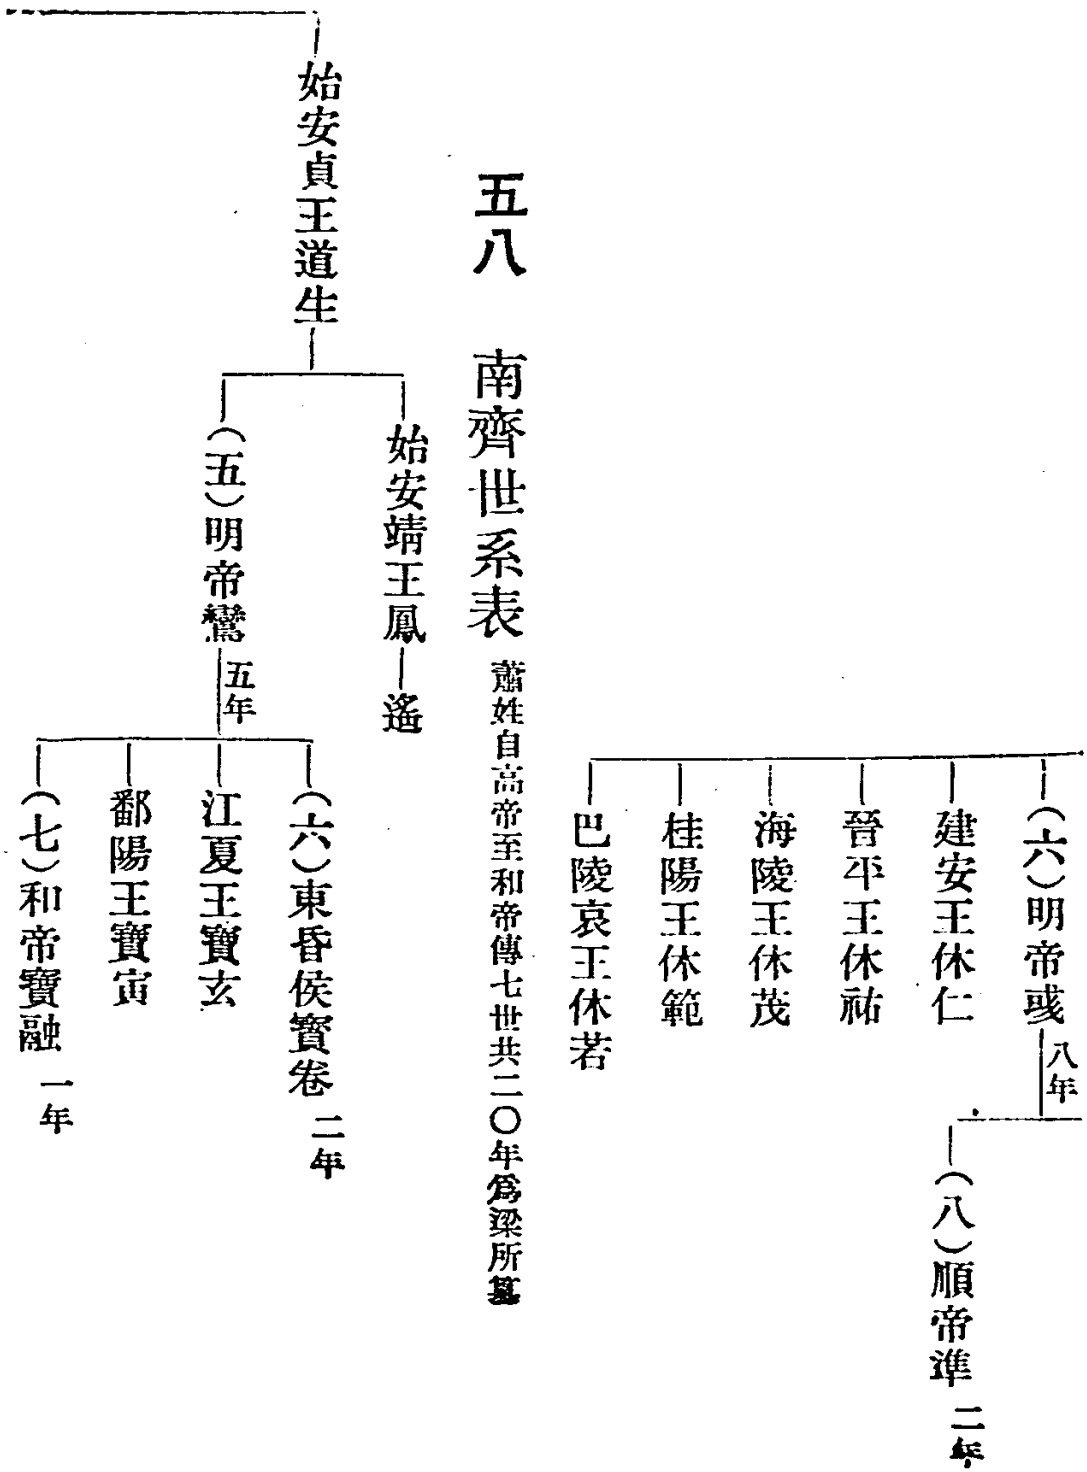 (六)明帝彧
八年
(八)順帝準
二年
建安王休仁
晉平王休祐
海陵王休茂
桂陽王休範
巴陵哀王休若
五八 南齊世系表
蕭姓自高帝至和帝傳七世共二〇年爲梁所篡
始安貞王道生
始安靖王鳳
遙
(五)明帝鸞
五年
(六)東昏侯寶卷
二年
江夏王寶玄
鄱陽王寶寅
(七)和帝寶融
一年